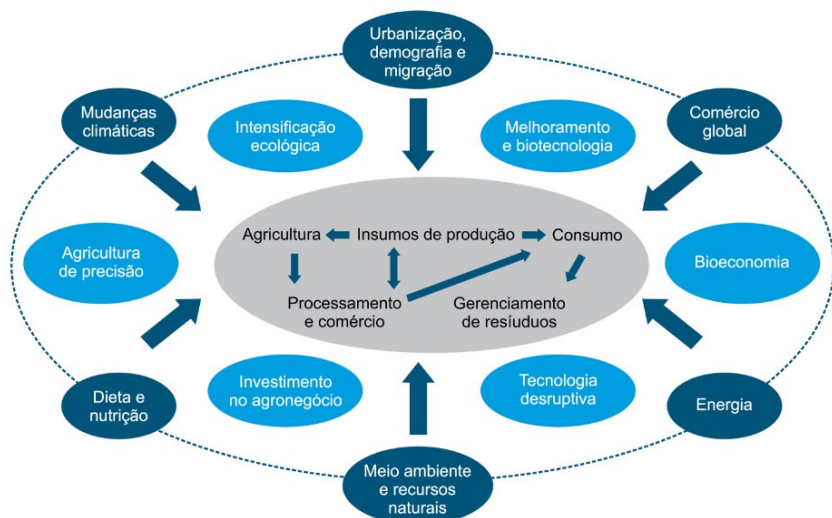 Urbanização,
demografia e
migração
Mudanças
climáticas
Comércio
global
Intensificação
ecológica
Melhoramento
e biotecnologia
Agricultura
Insumos de produção
Consumo
Agricultura
de precisão
Bioeconomia
Processamento
e comércio
Gerenciamento
de resíuduos
Dieta e
nutrição
Investimento
no agronegócio
Tecnologia
desruptiva
Energia
Meio ambiente
e recursos
naturais